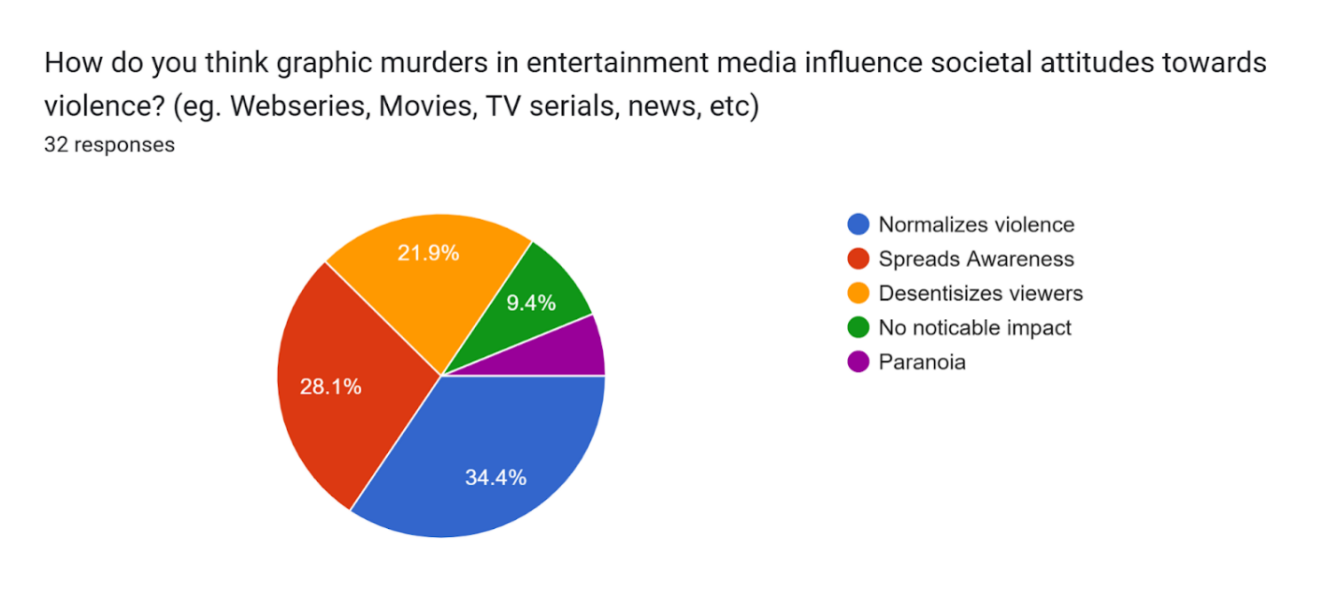 How do you think graphic murders in entertainment media influence societal attitudes towards
violence? (eg. Webseries, Movies, TV serials, news, etc)
32 responses
21.9%
9.4%
28.1%
34.4%
Normalizes violence
Spreads Awareness
Desentisizes viewers
No noticable impact
Paranoia